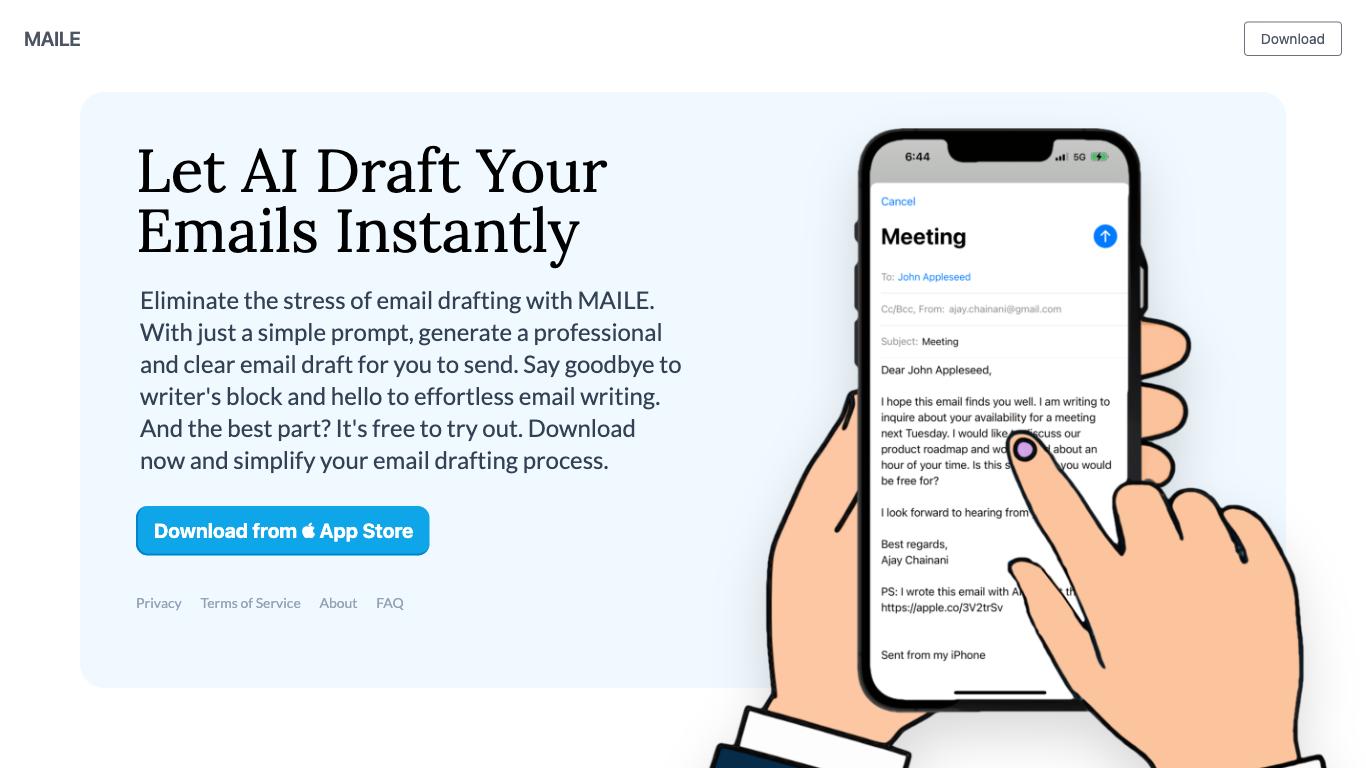 MAILE
Download
Let AI Draft Your
Emails Instantly
Eliminate the stress of email drafting with MAILE.
With just a simple prompt, generate a professional
and clear email draft for you to send. Say goodbye to
writer's block and hello to effortless email writing.
And the best part? It's free to try out. Download
now and simplify your email drafting process.
Download from App Store
Privacy Terms of Service About FAQ
6:44 5G
Cancel
Meeting
To: John Appleseed
Cc/Bcc, From: ajay.chainani@gmail.com
Subject: Meeting
Dear John Appleseed,
I hope this email finds you well. I am writing to
inquire about your availability for a meeting
next Tuesday. I would like discuss our
product roadmap and about an
hour of your time. Is this you would
be free for?
I look forward to hearing from
Best regards,
Ajay Chainani
PS: I wrote this email with
https://apple.co/3V2trSv
Sent from my iPhone